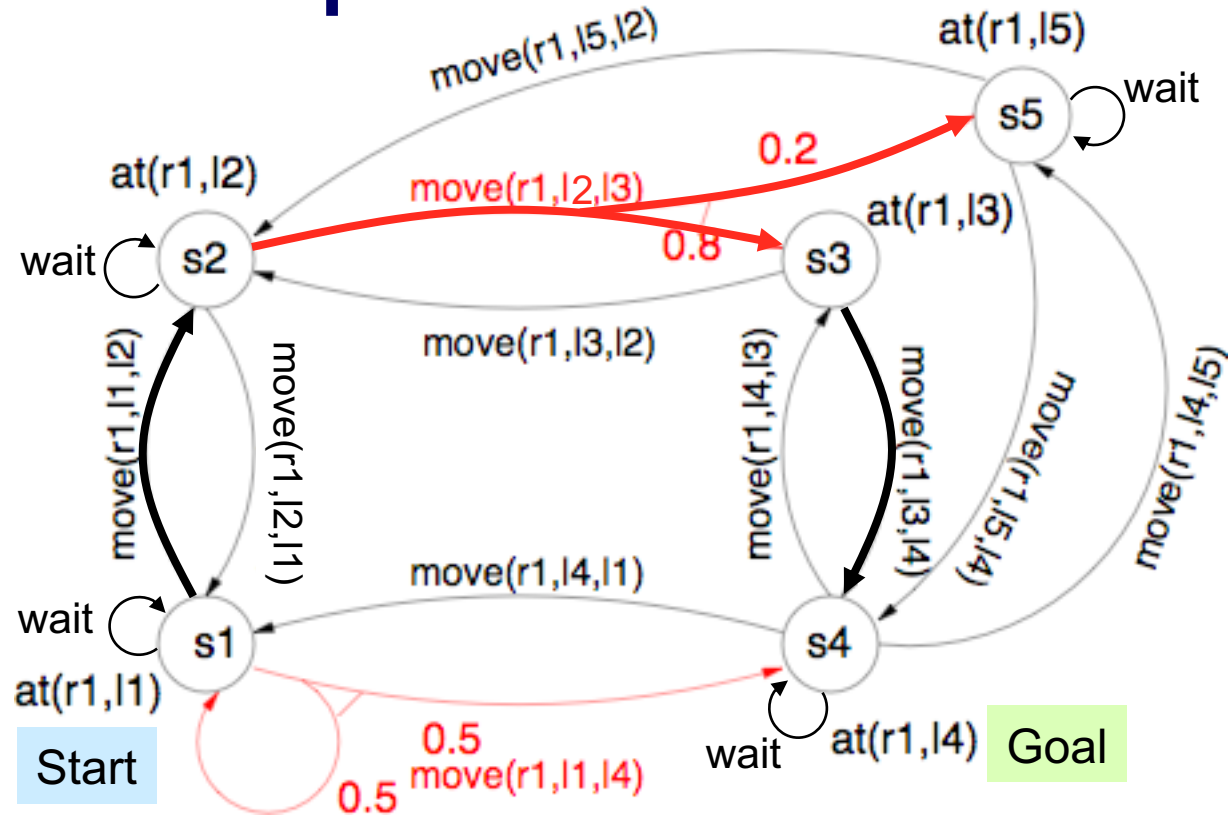 move(r1,l5,l2)
at(r1,l5)
s5
wait
0.2
at(r1,l2)
move(r1,l2,l3)
at(r1,l3)
0.8
wait
s2
s3
move(r1,l3,l2)
move(r1,l1,l2)
move(r1,l2,l1)
move(r1,l4,l3)
move(r1,l3,l4)
move(r1,l5,l4)
move(r1,l4,l5)
move(r1,l4,l1)
wait
s1
s4
at(r1,l1)
Start
0.5
move(r1,l1,l4)
0.5
wait
at(r1,l4)
Goal